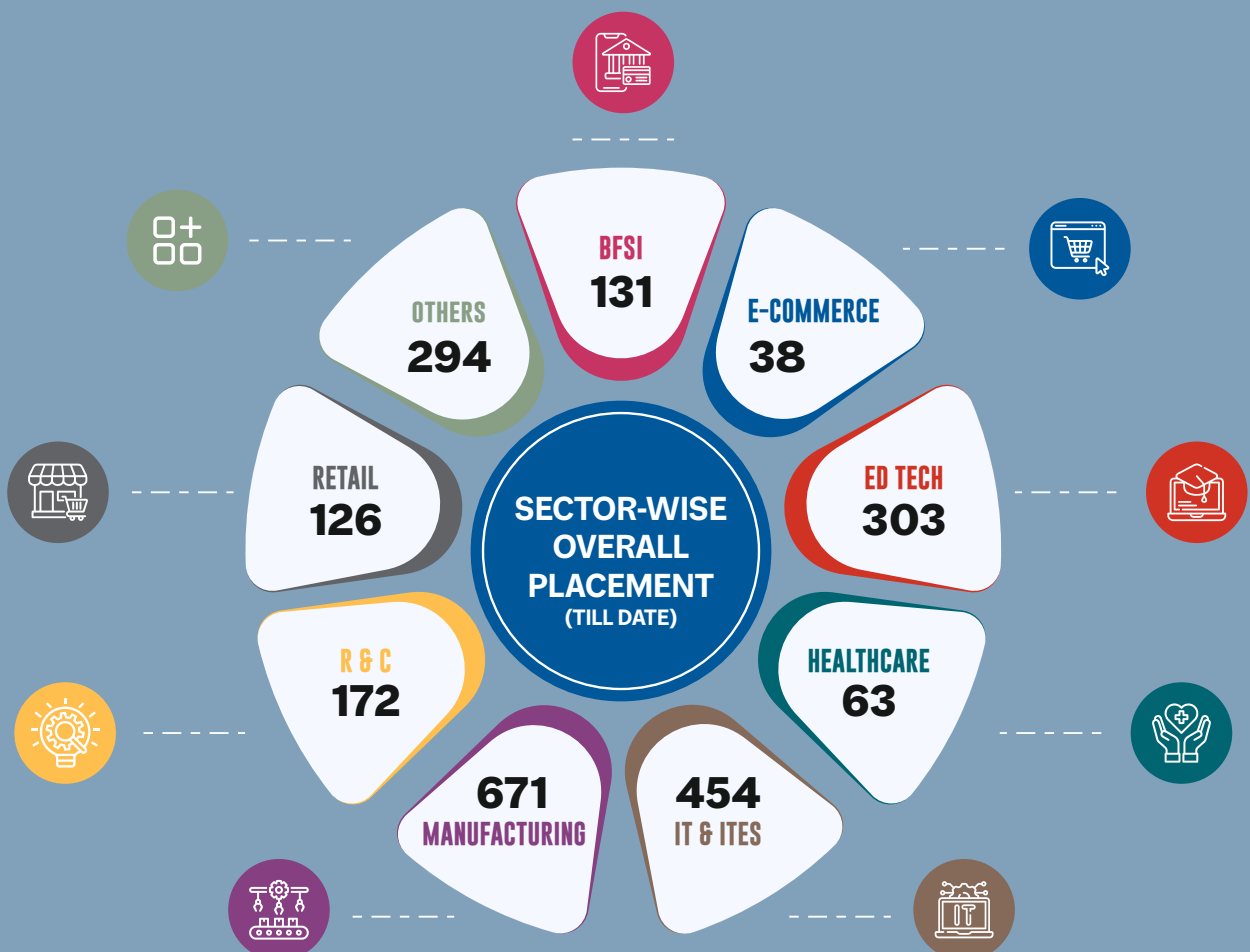 BFSI
131
E-COMMERCE
38
ED TECH
303
HEALTHCARE
63
454
IT & ITES
671
MANUFACTURING
R & C
172
RETAIL
126
OTHERS
294
SECTOR-WISE
OVERALL
PLACEMENT
(TILL DATE)
IT